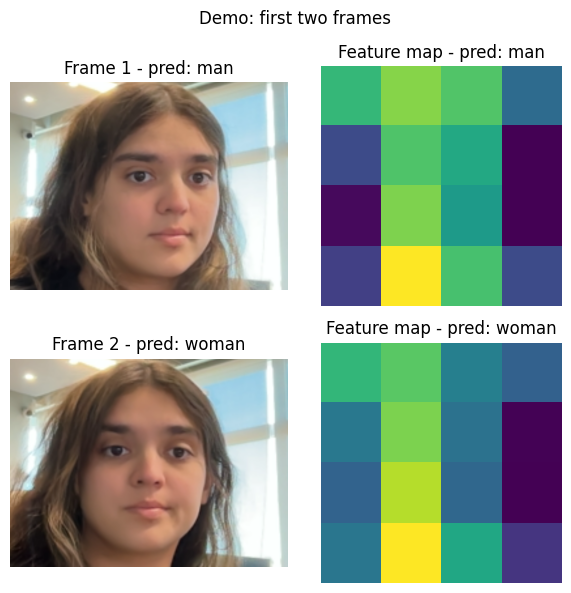 Demo: first two frames
Frame 1 - pred: man
Feature map - pred: man
Frame 2 - pred: woman
Feature map - pred: woman